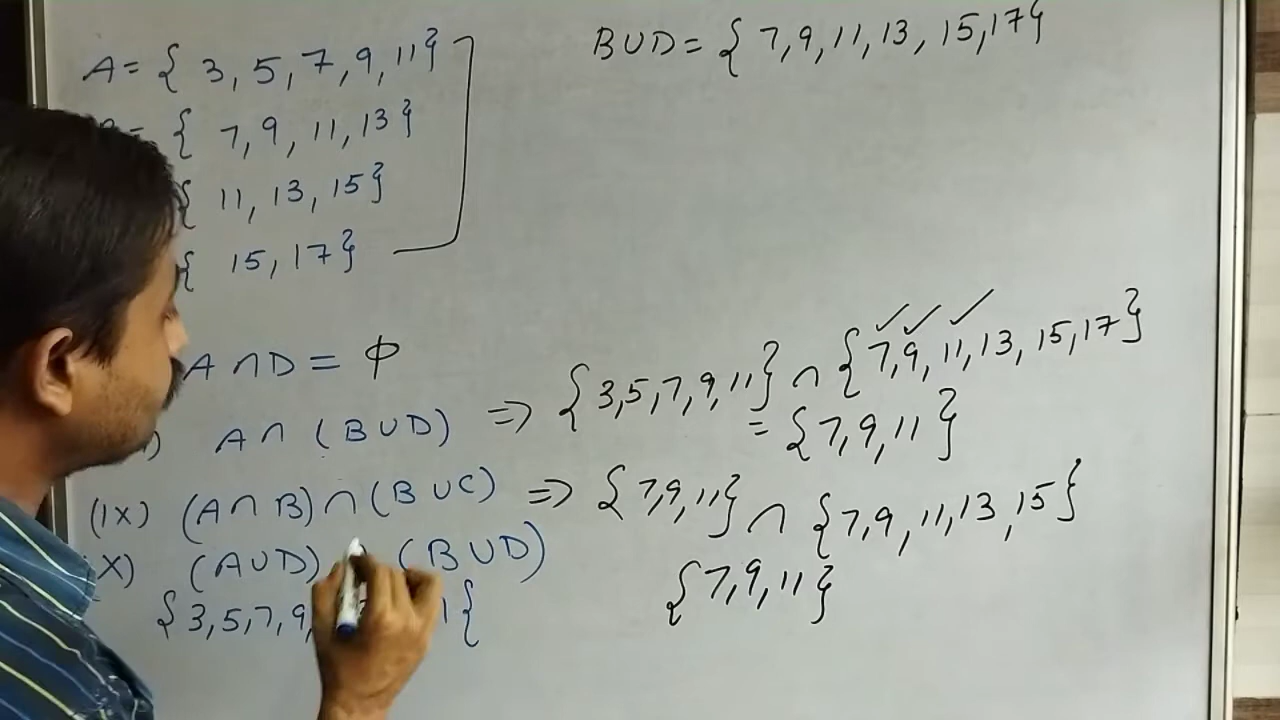 A = { 3, 5, 7, 9, 11}
{ 7, 9, 11, 13}
{ 11, 13, 15}
{ 15, 17}
B U D = { 7, 9, 11, 13, 15, 17}
A ∩ D = ϕ
) A ∩ (B U D) => {3,5,7,9,11} ∩ {7,9,11,13,15,17}
= {7,9,11}
(IX) (A ∩ B) ∩ (B U C) => {7,9,11} ∩ {7,9,11,13,15}
{7,9,11}
X) (A U D) (B U D)
{3,5,7,9,